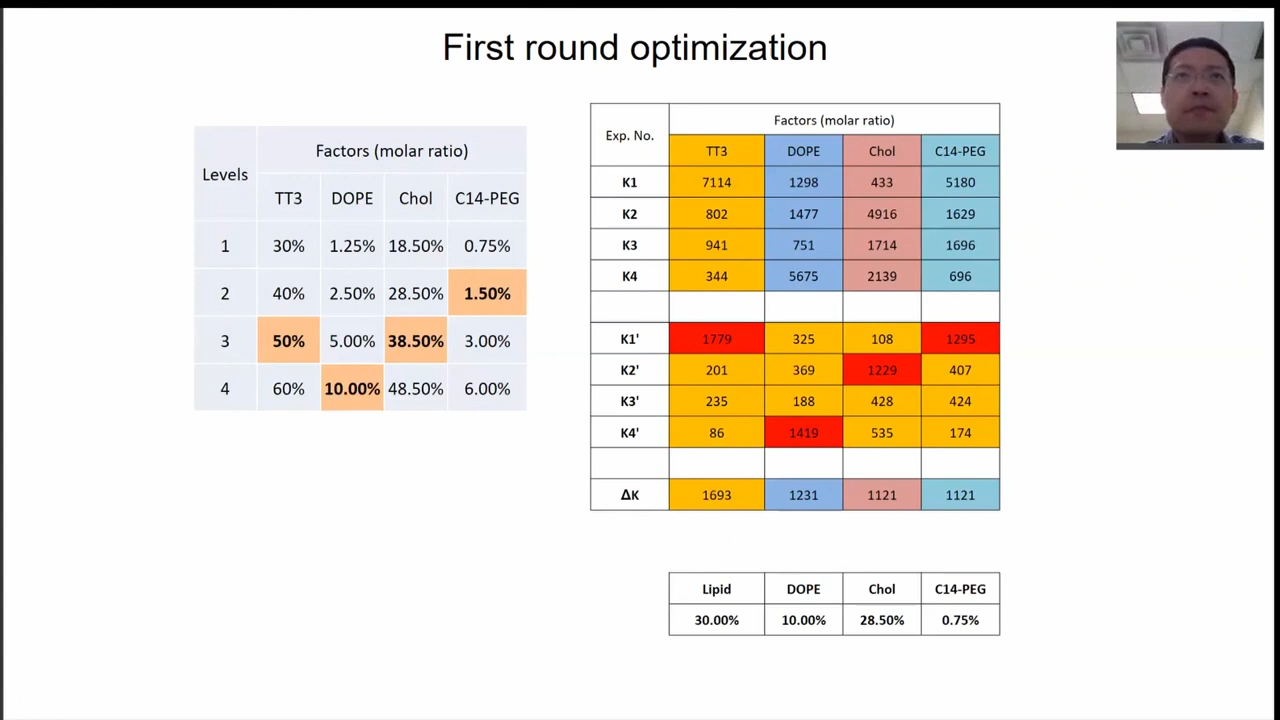 First round optimization
Levels Factors (molar ratio)
TT3 DOPE Chol C14-PEG
1 30% 1.25% 18.50% 0.75%
2 40% 2.50% 28.50% 1.50%
3 50% 5.00% 38.50% 3.00%
4 60% 10.00% 48.50% 6.00%
Exp. No. Factors (molar ratio)
TT3 DOPE Chol C14-PEG
K1 7114 1298 433 5180
K2 802 1477 4916 1629
K3 941 751 1714 1696
K4 344 5675 2139 696
K1' 1779 325 108 1295
K2' 201 369 1229 407
K3' 235 188 428 424
K4' 86 1419 535 174
ΔK 1693 1231 1121 1121
Lipid DOPE Chol C14-PEG
30.00% 10.00% 28.50% 0.75%